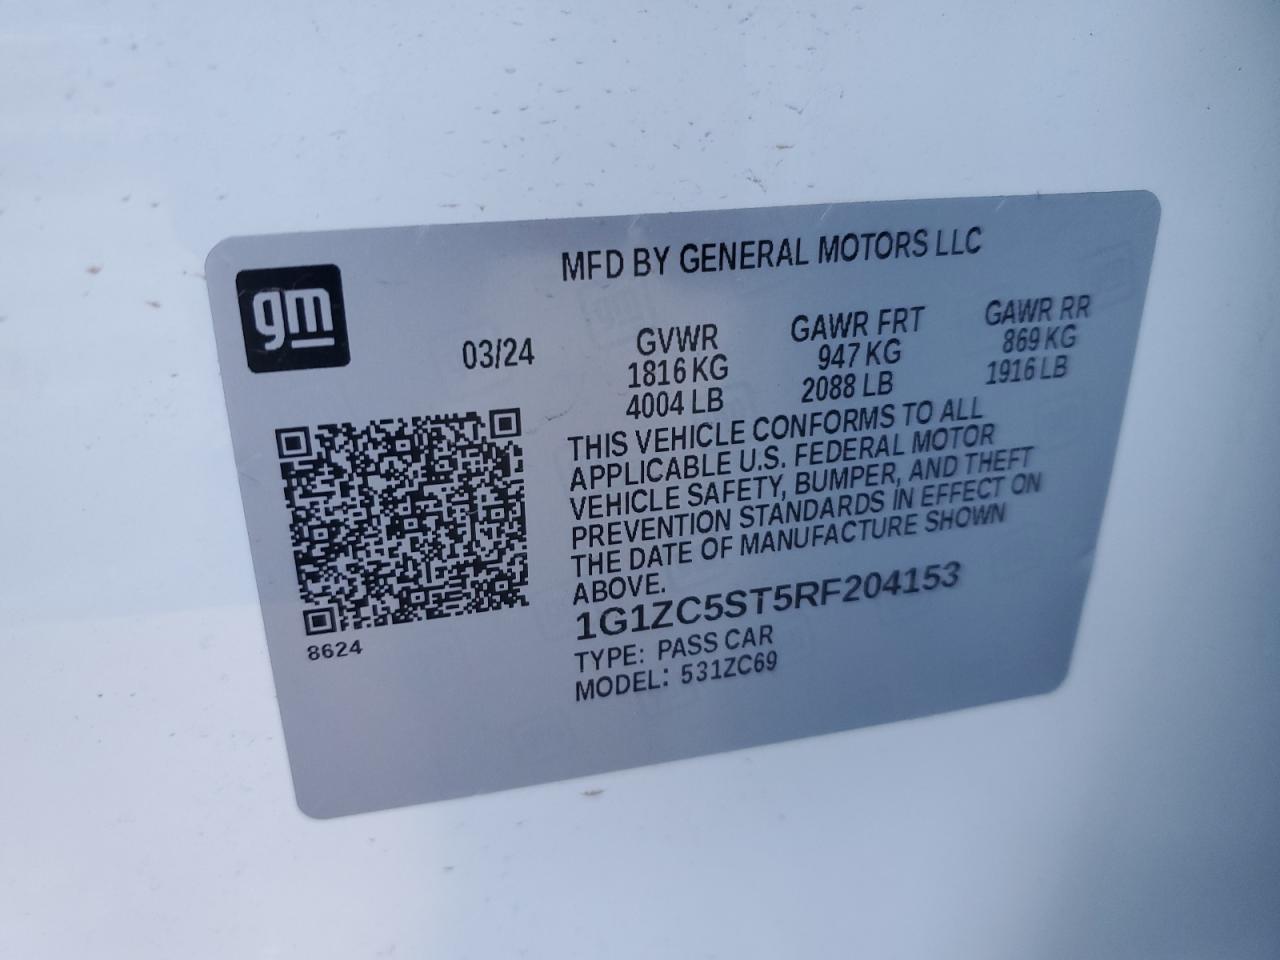 MFD BY GENERAL MOTORS LLC
gm
03/24
GVWR GAWR FRT GAWR RR
1816 KG 947 KG 869 KG
4004 LB 2088 LB 1916 LB
THIS VEHICLE CONFORMS TO ALL
APPLICABLE U.S. FEDERAL MOTOR
VEHICLE SAFETY, BUMPER, AND THEFT
PREVENTION STANDARDS IN EFFECT ON
THE DATE OF MANUFACTURE SHOWN
ABOVE.
1G1ZC5ST5RF204153
TYPE: PASS CAR
MODEL: 531ZC69
8624